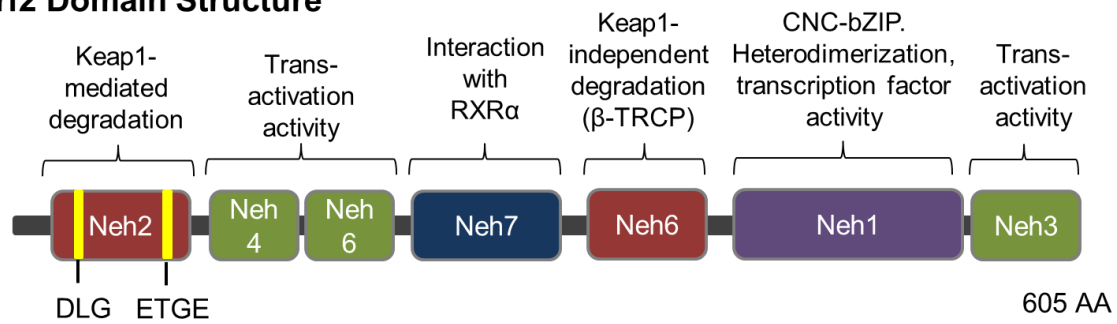 Domain Structure
Keap1-
mediated
degradation
Trans-
activation
activity
Interaction
with
RXRα
Keap1-
independent
degradation
(β-TRCP)
CNC-bZIP.
Heterodimerization,
transcription factor
activity
Trans-
activation
activity
Neh2
Neh
4
Neh
6
Neh7
Neh6
Neh1
Neh3
DLG
ETGE
605 AA